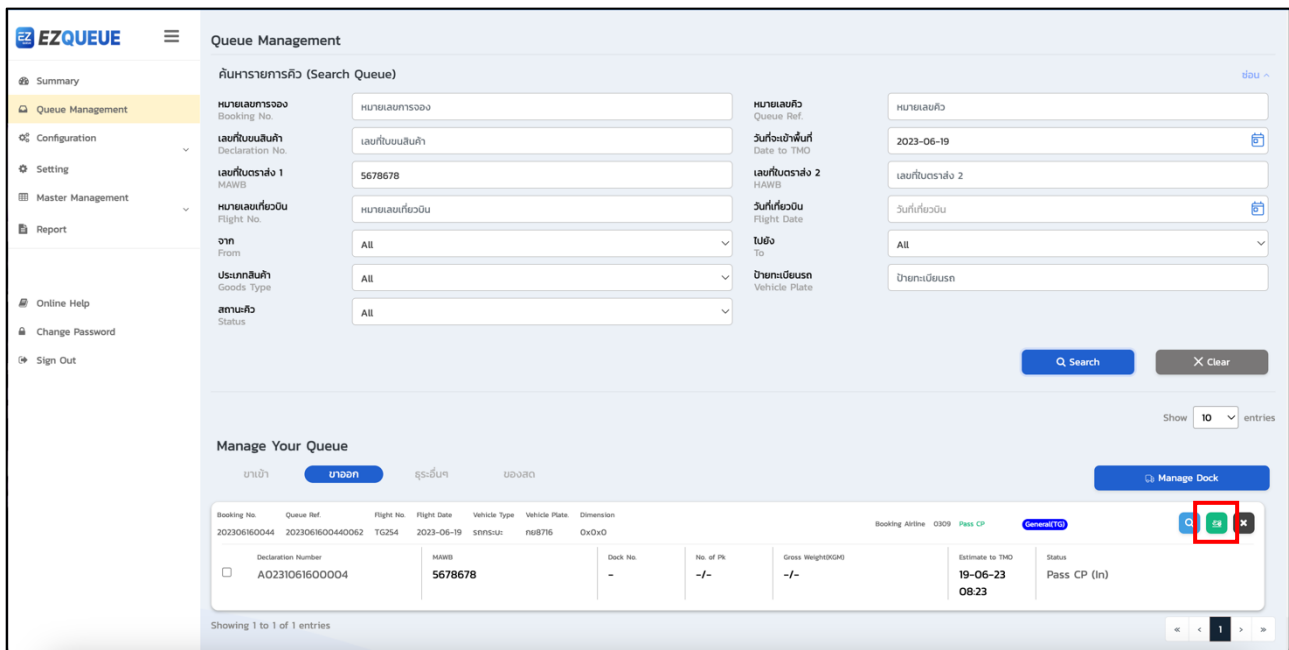 EZ EZQUEUE
Queue Management
Summary
Queue Management
Configuration
Setting
Master Management
Report
Online Help
Change Password
Sign Out
ค้นหารายการคิว (Search Queue)
ซ่อน
หมายเลขการจอง
Booking No.
หมายเลขการจอง
หมายเลขคิว
Queue Ref.
หมายเลขคิว
เลขที่ใบขนสินค้า
Declaration No.
เลขที่ใบขนสินค้า
วันที่จะเข้าพื้นที่
Date to TMO
2023-06-19
เลขที่ใบตราส่ง 1
MAWB
5678678
เลขที่ใบตราส่ง 2
HAWB
เลขที่ใบตราส่ง 2
หมายเลขเที่ยวบิน
Flight No.
หมายเลขเที่ยวบิน
วันที่เที่ยวบิน
Flight Date
วันที่เที่ยวบิน
จาก
From
All
ไปยัง
To
All
ประเภทสินค้า
Goods Type
All
ป้ายทะเบียนรถ
Vehicle Plate
ป้ายทะเบียนรถ
สถานะคิว
Status
All
Search
Clear
Show 10 entries
Manage Your Queue
ขาเข้า ขาออก ธุระอื่นๆ ของสด
Manage Dock
Booking No. Queue Ref. Flight No. Flight Date Vehicle Type Vehicle Plate. Dimension
202306160044 202306160440062 TG254 2023-06-19 รถกระบะ กย8716 0x0x0
Booking Airline 0309 Pass CP General(TG)
Declaration Number MAWB Dock No. No. of Pk Gross Weight(KGM) Estimate to TMO Status
A0231061600004 5678678 - -/- -/- 19-06-23 Pass CP (In)
08:23
Showing 1 to 1 of 1 entries
« ‹ 1 › »